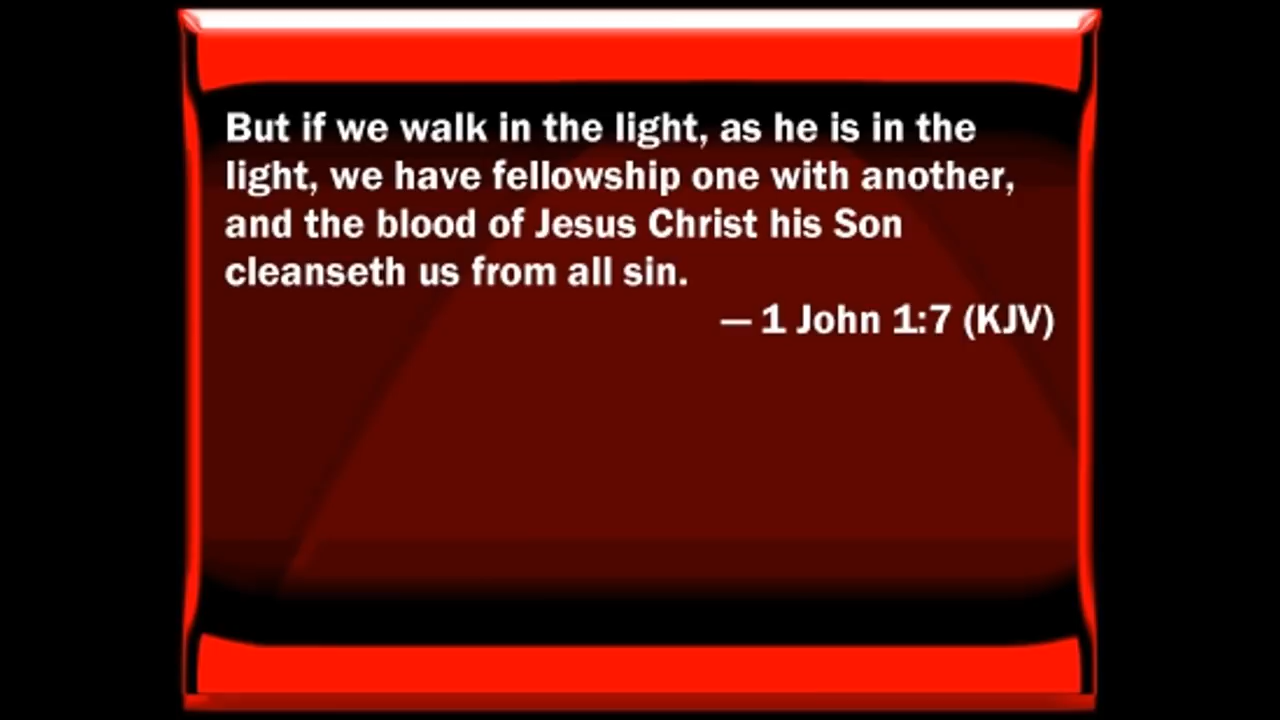 But if we walk in the light, as he is in the
light, we have fellowship one with another,
and the blood of Jesus Christ his Son
cleanseth us from all sin.
— 1 John 1:7 (KJV)